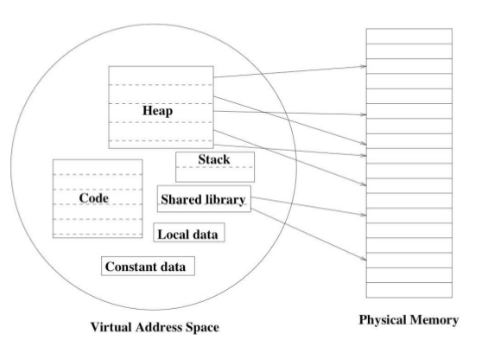 Heap
Stack
Code
Shared library
Local data
Constant data
Virtual Address Space
Physical Memory